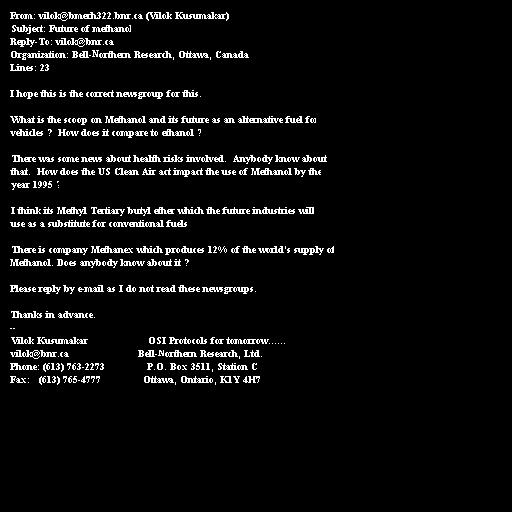 From: vilok@bmerh322.bnr.ca (Vilok Kusumakar)
Subject: Future of methanol
Reply-To: vilok@bnr.ca
Organization: Bell-Northern Research, Ottawa, Canada
Lines: 23
I hope this is the correct newsgroup for this.
What is the scoop on Methanol and its future as an alternative fuel for
vehicles ? How does it compare to ethanol ?
There was some news about health risks involved. Anybody know about
that. How does the US Clean Air act impact the use of Methanol by the
year 1995 ?
I think its Methyl Tertiary butyl ether which the future industries will
use as a substitute for conventional fuels
There is company Methanex which produces 12% of the world's supply of
Methanol. Does anybody know about it ?
Please reply by e-mail as I do not read these newsgroups.
Thanks in advance.
--
Vilok Kusumakar OSI Protocols for tomorrow......
vilok@bnr.ca Bell-Northern Research, Ltd.
Phone: (613) 763-2273 P.O. Box 3511, Station C
Fax: (613) 765-4777 Ottawa, Ontario, K1Y 4H7